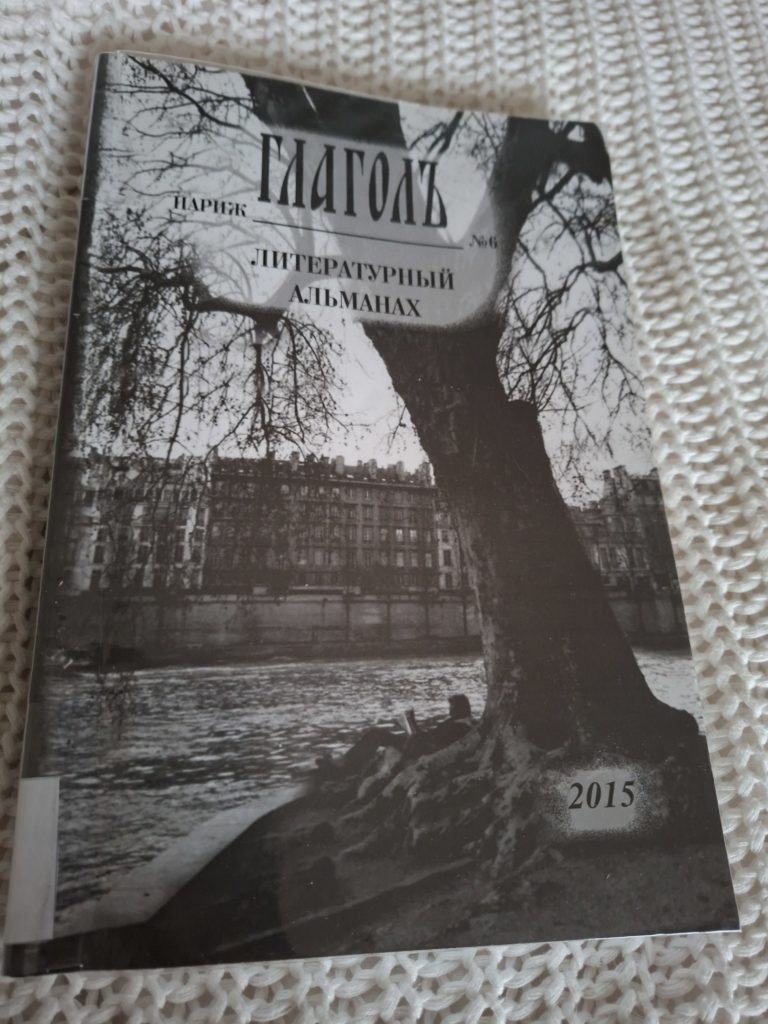 ГЛАГОЛЪ
ПАРИЖ
№6
ЛИТЕРАТУРНЫЙ
АЛЬМАНАХ
2015